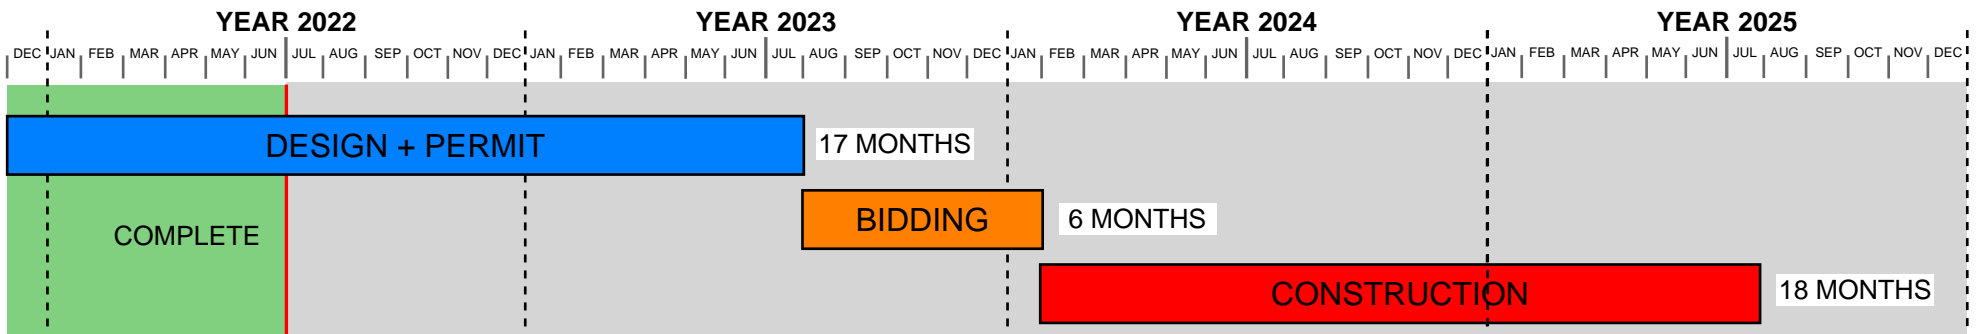 YEAR 2022 YEAR 2023 YEAR 2024 YEAR 2025
DEC JAN FEB MAR APR MAY JUN JUL AUG SEP OCT NOV DEC JAN FEB MAR APR MAY JUN JUL AUG SEP OCT NOV DEC JAN FEB MAR APR MAY JUN JUL AUG SEP OCT NOV DEC JAN FEB MAR APR MAY JUN JUL AUG SEP OCT NOV DEC
DESIGN + PERMIT 17 MONTHS
BIDDING 6 MONTHS
COMPLETE
CONSTRUCTION 18 MONTHS